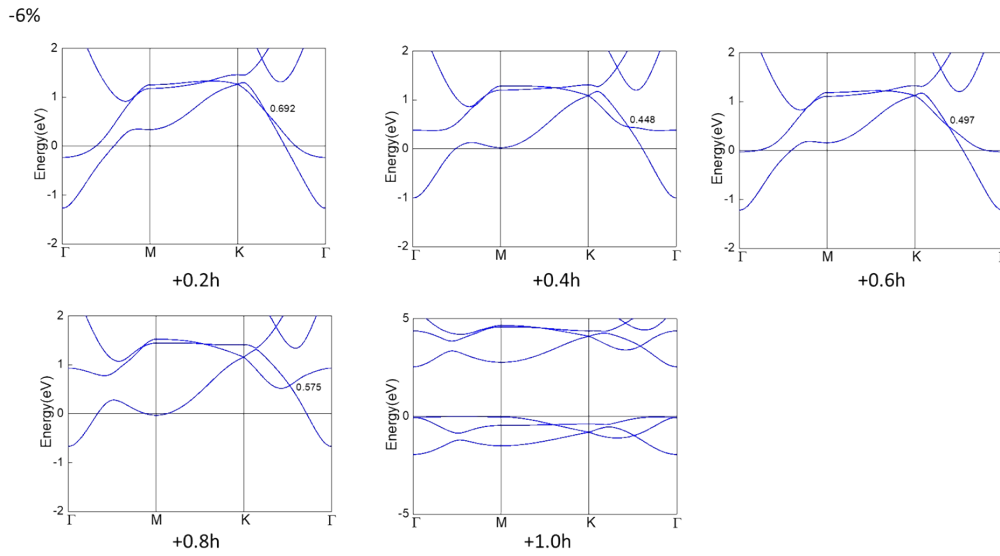 -6%
2
1
0
-1
-2
Energy(eV)
0.692
Γ M K Γ
+0.2h
2
1
0
-1
-2
Energy(eV)
0.448
Γ M K Γ
+0.4h
2
1
0
-1
-2
Energy(eV)
0.497
Γ M K Γ
+0.6h
2
1
0
-1
-2
Energy(eV)
0.575
Γ M K Γ
+0.8h
5
0
-5
Energy(eV)
Γ M K Γ
+1.0h